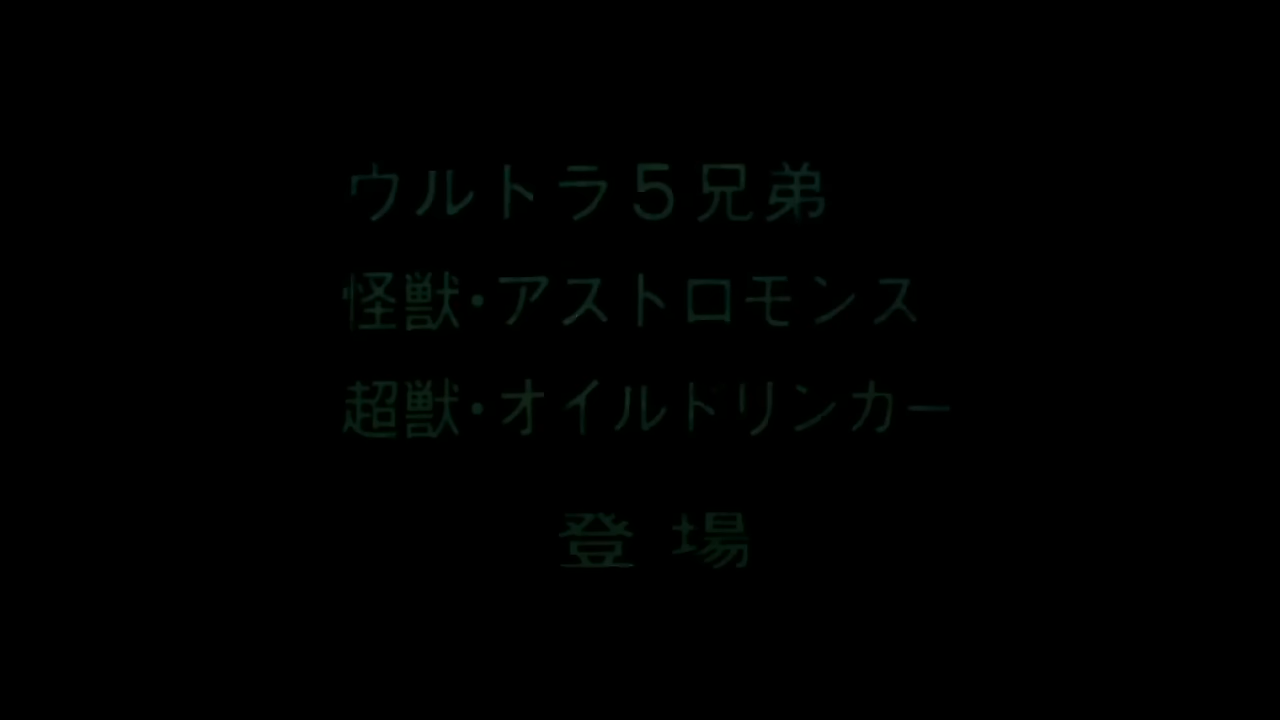 ウルトラ5兄弟
怪獣・アストロモンス
超獣・オイルドリンカー
登場